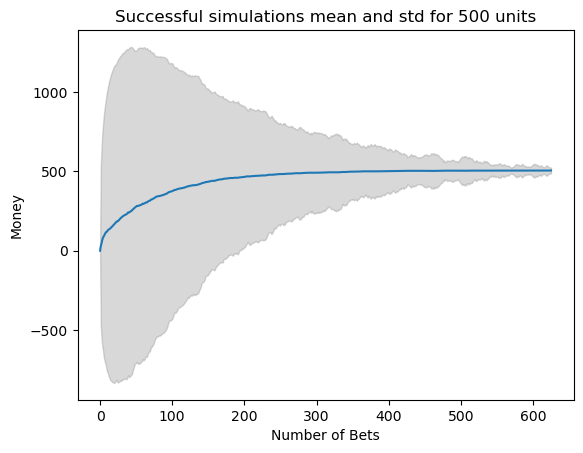 Successful simulations mean and std for 500 units
Money
1000
500
0
−500
0 100 200 300 400 500 600
Number of Bets